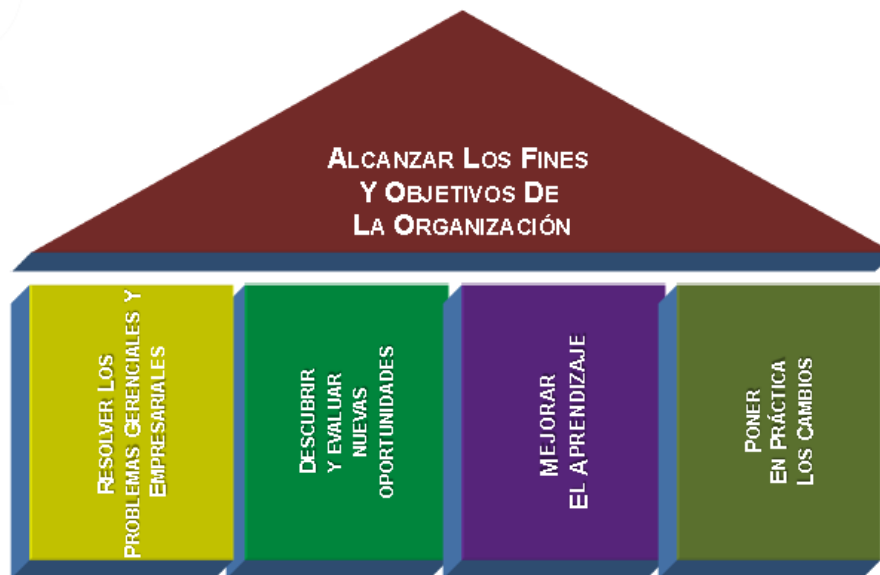 ALCANZAR LOS FINES
Y OBJETIVOS DE
LA ORGANIZACIÓN
RESOLVER LOS
PROBLEMAS GERENCIALES Y
EMPRESARIALES
DESCUBRIR
Y EVALUAR
NUEVAS
OPORTUNIDADES
MEJORAR
EL APRENDIZAJE
PONER
EN PRÁCTICA
LOS CAMBIOS